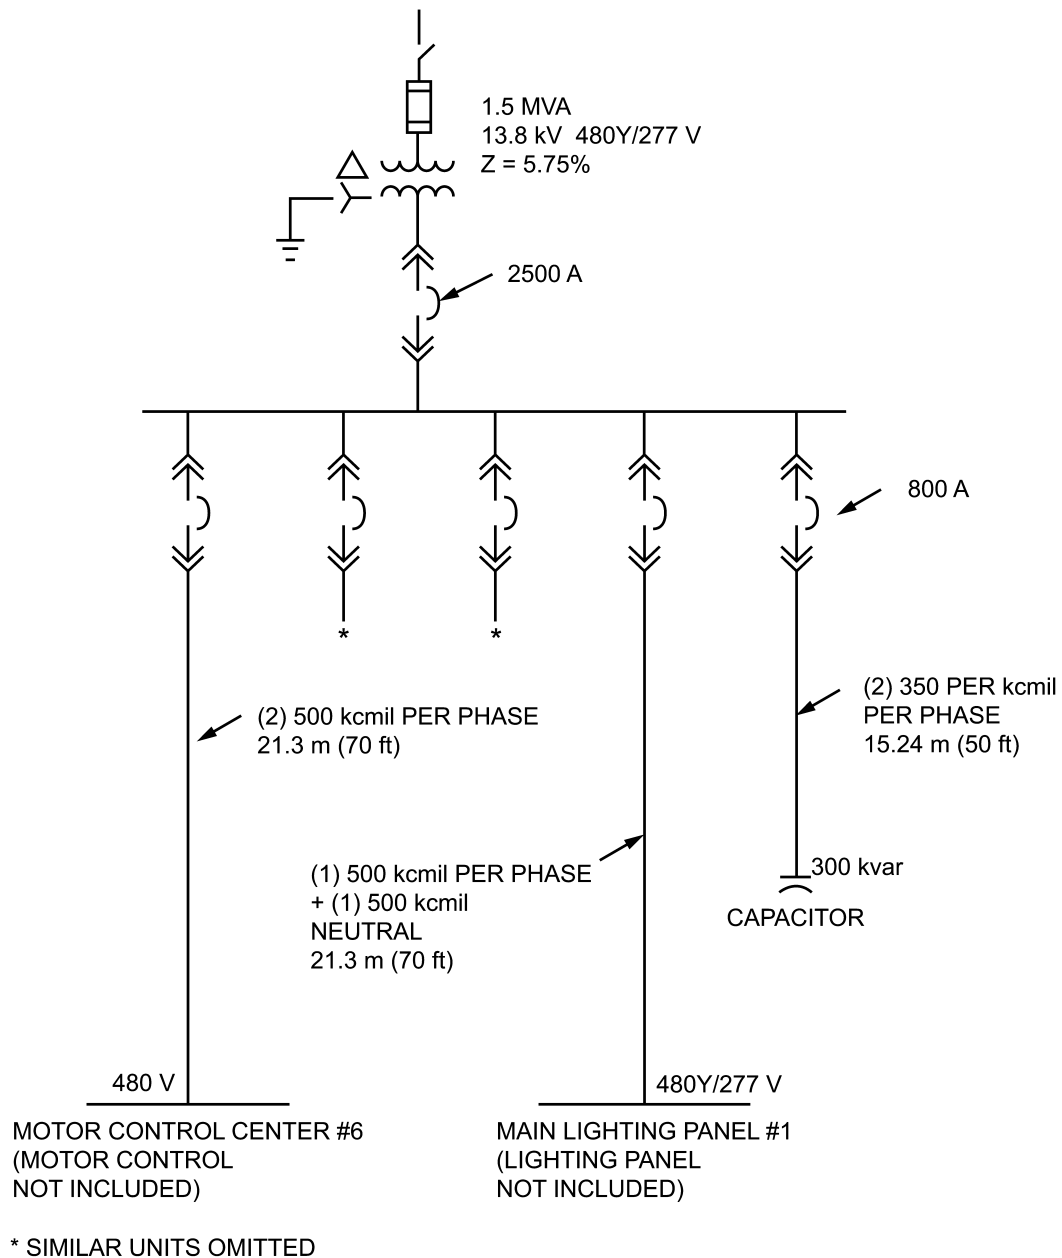 1.5 MVA
13.8 kV  480Y/277 V
Z = 5.75%
2500 A
800 A
*
*
(2) 500 kcmil PER PHASE
21.3 m (70 ft)
(2) 350 PER kcmil
PER PHASE
15.24 m (50 ft)
(1) 500 kcmil PER PHASE
+ (1) 500 kcmil
NEUTRAL
21.3 m (70 ft)
300 kvar
CAPACITOR
480 V
MOTOR CONTROL CENTER #6
(MOTOR CONTROL
NOT INCLUDED)
480Y/277 V
MAIN LIGHTING PANEL #1
(LIGHTING PANEL
NOT INCLUDED)
* SIMILAR UNITS OMITTED